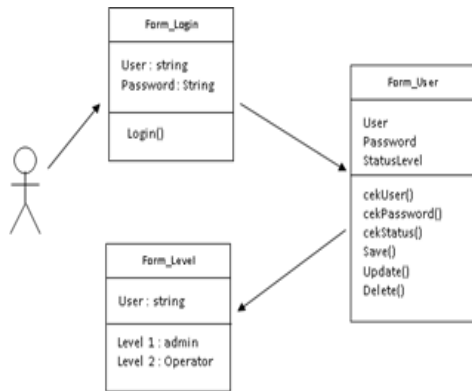 Form_Login
User : string
Password : String
Login()
Form_User
User
Password
StatusLevel
cekUser()
cekPassword()
cekStatus()
Save()
Update()
Delete()
Form_Level
User : string
Level 1 : admin
Level 2 : Operator